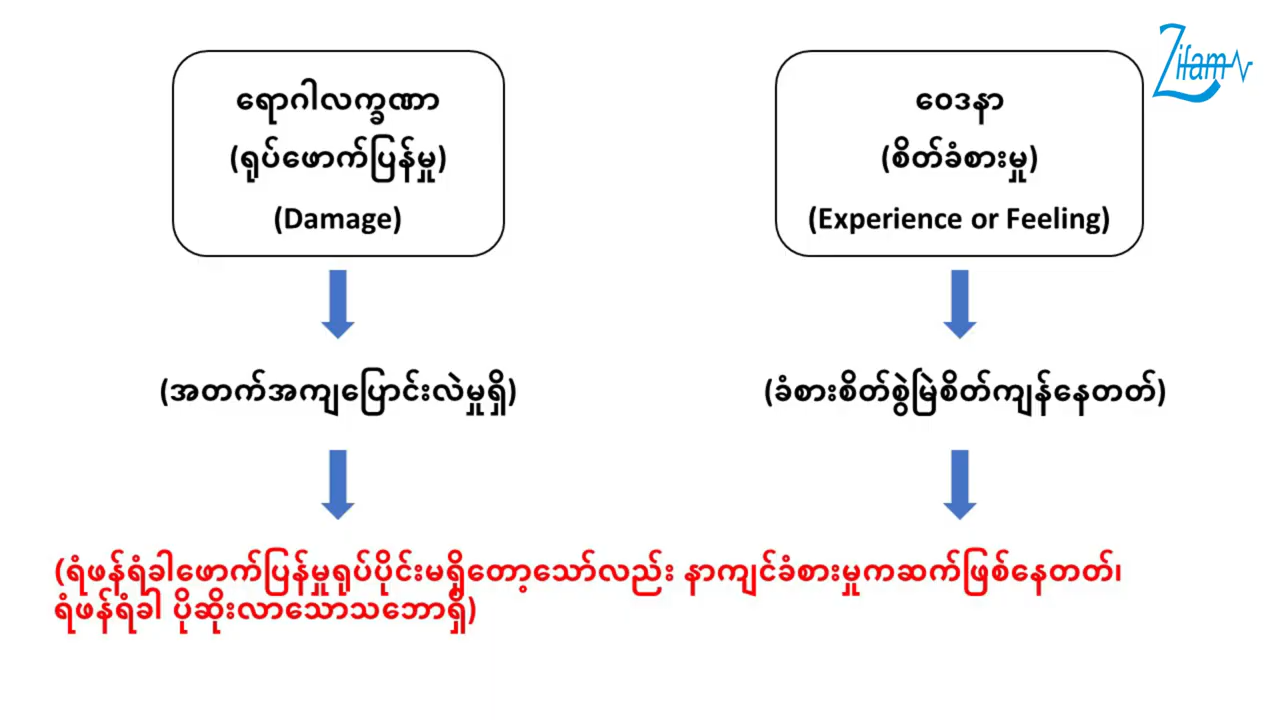 Zifam
ရောဂါလက္ခဏာ
(ရုပ်ဖောက်ပြန်မှု)
(Damage)
ဝေဒနာ
(စိတ်ခံစားမှု)
(Experience or Feeling)
(အတက်အကျပြောင်းလဲမှုရှိ)
(ခံစားစိတ်စွဲမြဲစိတ်ကျန်နေတတ်)
(ရံဖန်ရံခါဖောက်ပြန်မှုရုပ်ပိုင်းမရှိတော့သော်လည်း နာကျင်ခံစားမှုကဆက်ဖြစ်နေတတ်၊
ရံဖန်ရံခါ ပိုဆိုးလာသောသဘောရှိ)